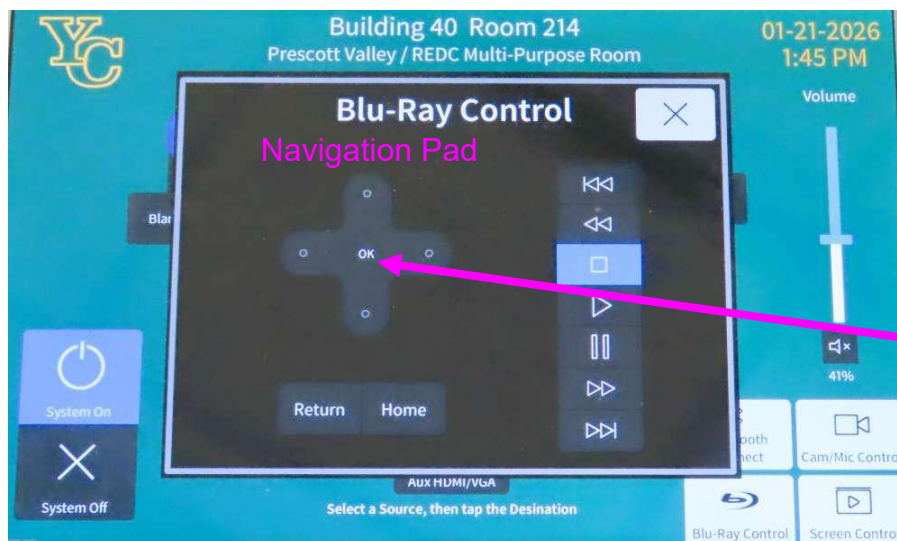 YC
Building 40 Room 214
Prescott Valley / REDC Multi-Purpose Room
01-21-2026
1:45 PM
Volume
Blu-Ray Control
Navigation Pad
OK
41%
Return Home
System On
System Off
Aux HDMI/VGA
Select a Source, then tap the Desination
Cam/Mic Contro
Blu-Ray Control
Screen Contro